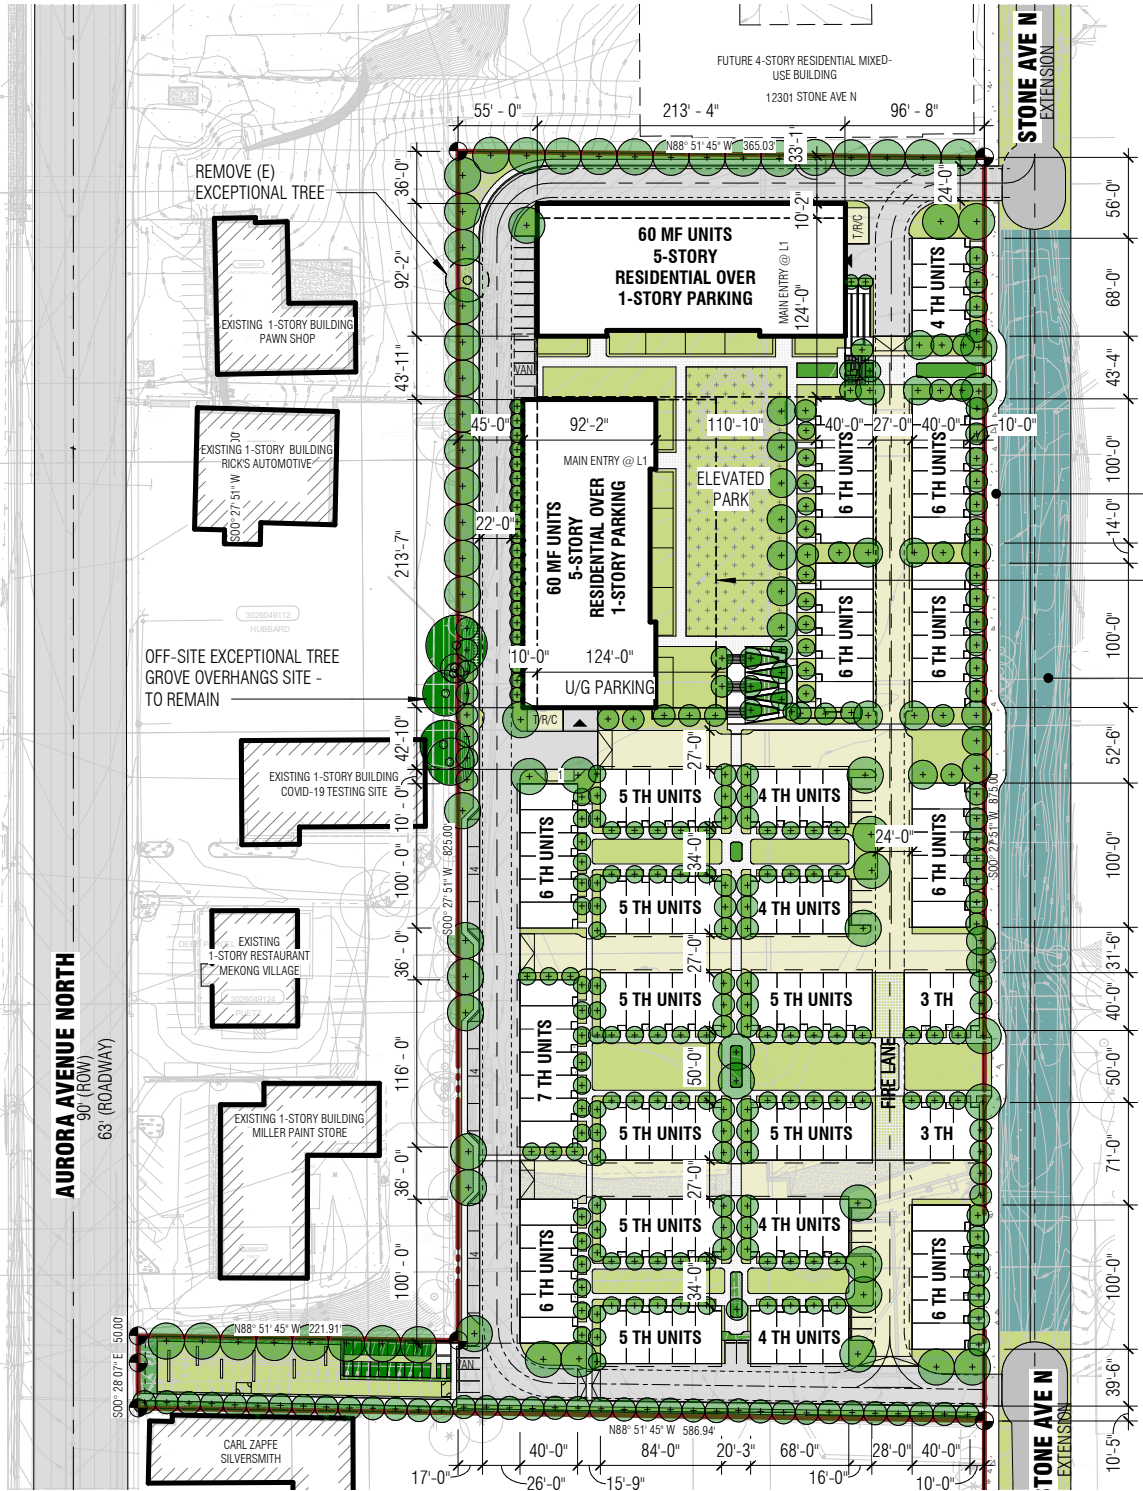 FUTURE 4-STORY RESIDENTIAL MIXED-
USE BUILDING
12301 STONE AVE N
STONE AVE N
EXTENSION
55' - 0"
213' - 4"
96' - 8"
N88° 51' 45" W 365.03'
33'-1"
REMOVE (E)
EXCEPTIONAL TREE
36'-0"
24'-0"
56'-0"
10'-2"
T/R/C
60 MF UNITS
5-STORY
RESIDENTIAL OVER
1-STORY PARKING
MAIN ENTRY @ L1
124'-0"
4 TH UNITS
92'-2"
68'-0"
EXISTING 1-STORY BUILDING
PAWN SHOP
43'-11"
VAN
43'-4"
45'-0"
92'-2"
110'-10"
40'-0"
27'-0"
40'-0"
10'-0"
EXISTING 1-STORY BUILDING
RICK'S AUTOMOTIVE
S00° 27' 51" W
MAIN ENTRY @ L1
60 MF UNITS
5-STORY
RESIDENTIAL OVER
1-STORY PARKING
ELEVATED
PARK
6 TH UNITS
6 TH UNITS
100'-0"
22'-0"
14'-0"
213'-7"
3026049112
HUBBARD
6 TH UNITS
6 TH UNITS
100'-0"
OFF-SITE EXCEPTIONAL TREE
GROVE OVERHANGS SITE -
TO REMAIN
10'-0"
124'-0"
U/G PARKING
T/R/C
42'-10"
27'-0"
52'-6"
EXISTING 1-STORY BUILDING
COVID-19 TESTING SITE
10' - 0"
1
5 TH UNITS
4 TH UNITS
S00° 27' 51" W 875.00'
S00° 27' 51" W 825.00'
6 TH UNITS
34'-0"
24'-0"
6 TH UNITS
100'-0"
100' - 0"
4
5 TH UNITS
4 TH UNITS
EXISTING
1-STORY RESTAURANT
MEKONG VILLAGE
3026049124
36' - 0"
27'-0"
31'-6"
5 TH UNITS
5 TH UNITS
3 TH
40'-0"
AURORA AVENUE NORTH
90' (ROW)
63' (ROADWAY)
116' - 0"
7 TH UNITS
4
50'-0"
FIRE LANE
50'-0"
EXISTING 1-STORY BUILDING
MILLER PAINT STORE
5 TH UNITS
5 TH UNITS
3 TH
36' - 0"
27'-0"
71'-0"
5 TH UNITS
4 TH UNITS
100' - 0"
4
6 TH UNITS
34'-0"
6 TH UNITS
100'-0"
5 TH UNITS
4 TH UNITS
S00° 28' 07" E 50.00'
N88° 51' 45" W 221.91'
VAN
39'-6"
N88° 51' 45" W 586.94'
STONE AVE N
EXTENSION
CARL ZAPFE
SILVERSMITH
40'-0"
84'-0"
20'-3"
68'-0"
28'-0"
40'-0"
10'-5"
17'-0"
26'-0"
15'-9"
16'-0"
10'-0"